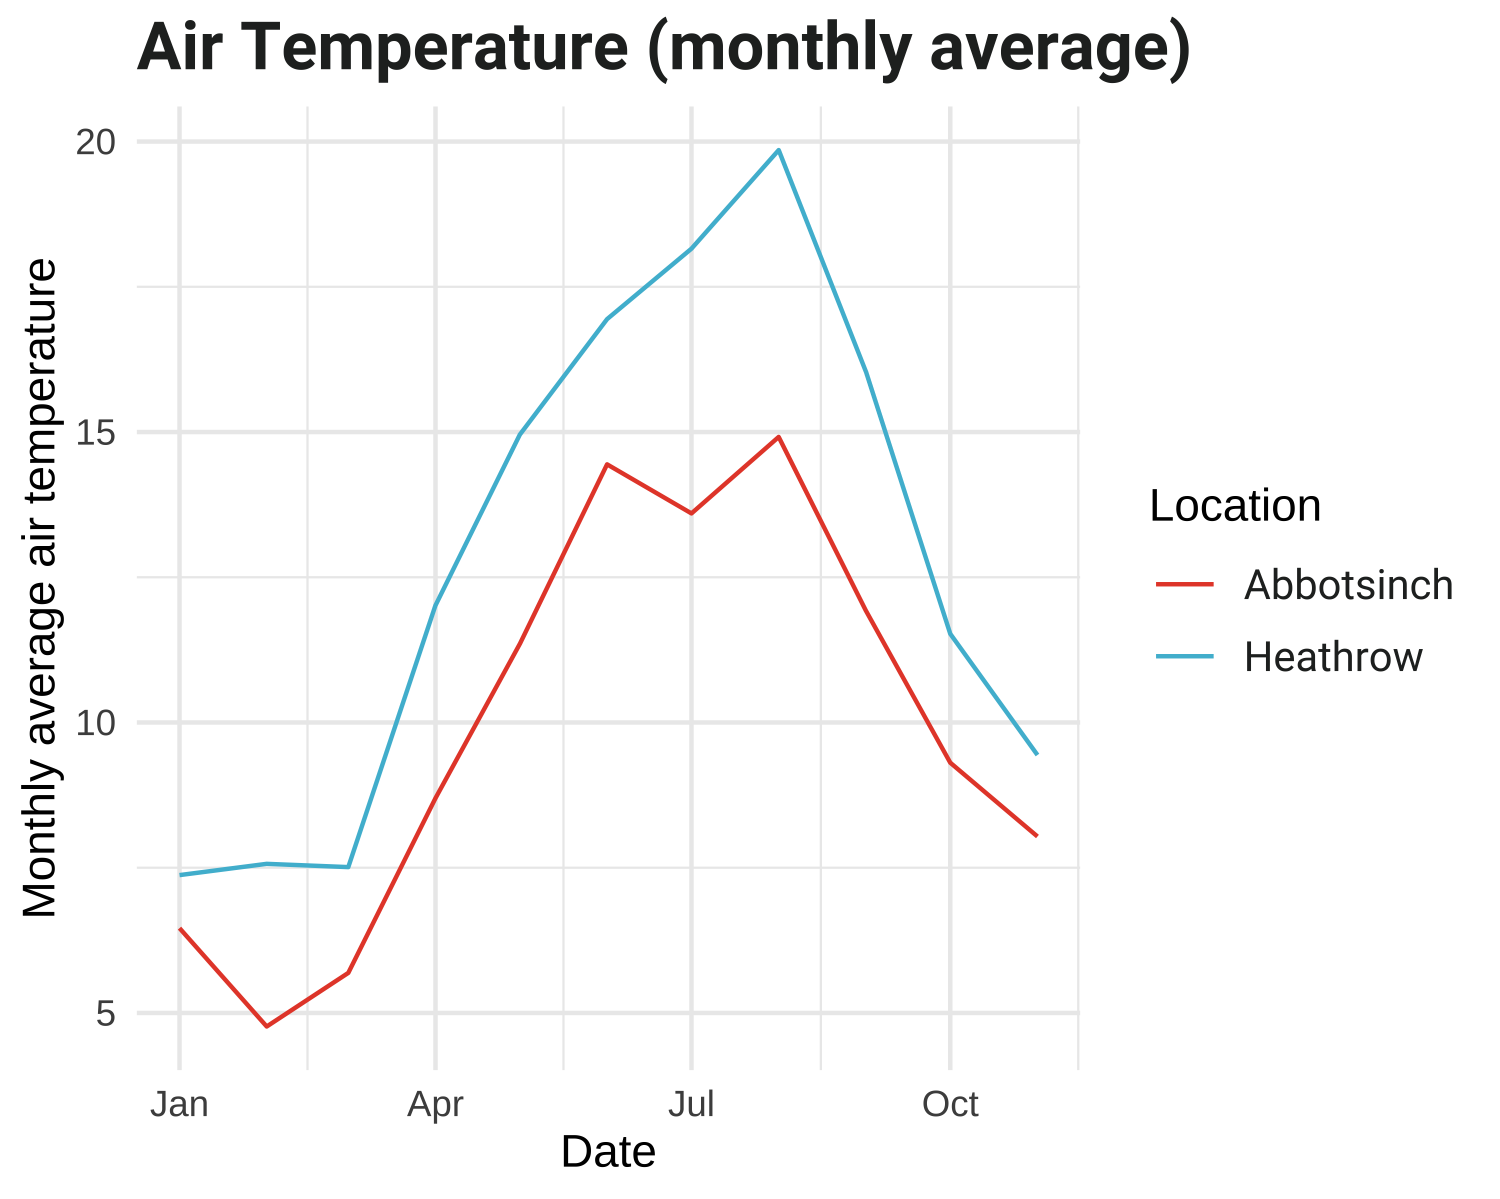 Air Temperature (monthly average)
Monthly average air temperature
20
15
10
5
Jan
Apr
Jul
Oct
Date
Location
Abbotsinch
Heathrow